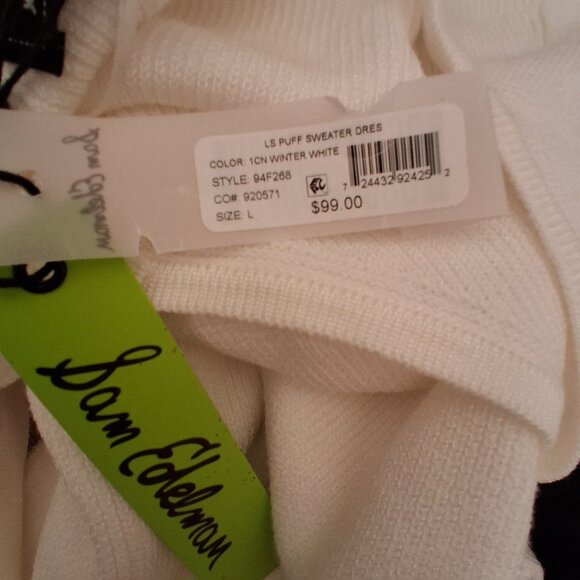 LS PUFF SWEATER DRES
COLOR: 1CN WINTER WHITE
STYLE: 94F268
CO#: 920571
SIZE: L
$99.00
7 24432 92425 2
Sam Edelman
Sam Edelman